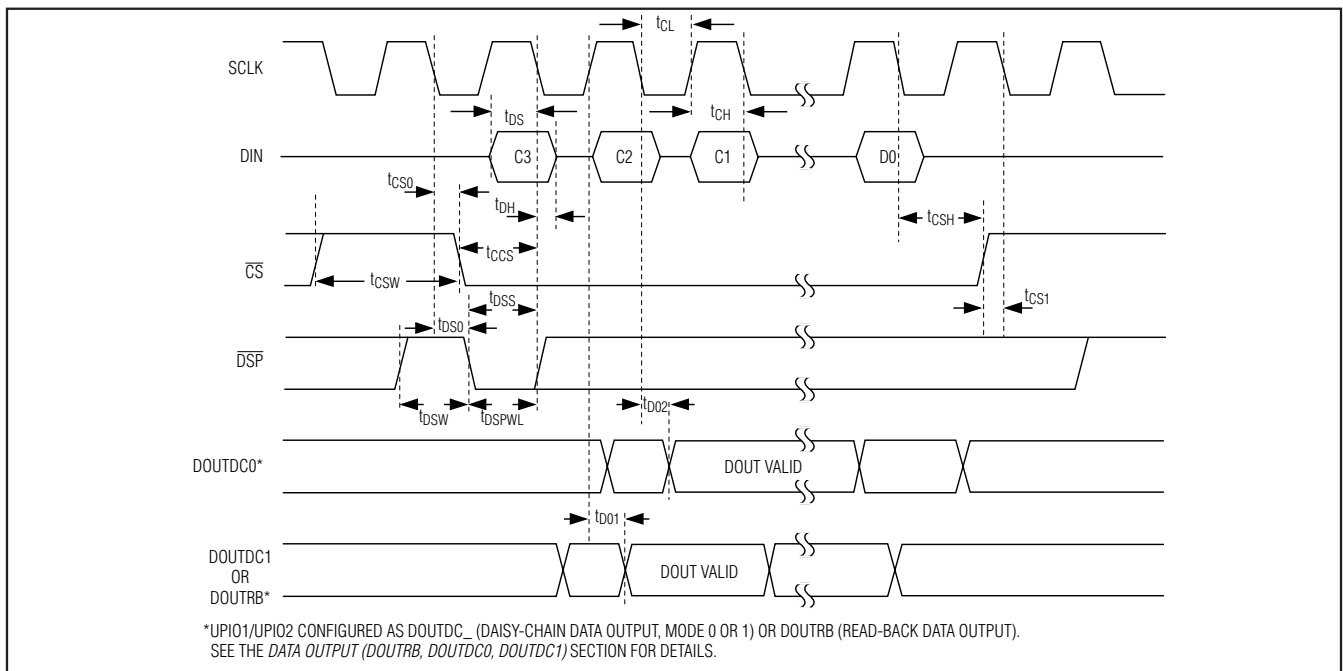 tCL
SCLK
tDS
tCH
DIN
C3
C2
C1
D0
tCS0
tDH
tCSH
tCCS
CS
tCSW
tCS1
tDSS
tDS0
DSP
tDSW
tDSPWL
tD02
DOUTDC0*
DOUT VALID
tD01
DOUTDC1
OR
DOUTRB*
DOUT VALID
*UPIO1/UPIO2 CONFIGURED AS DOUTDC_ (DAISY-CHAIN DATA OUTPUT, MODE 0 OR 1) OR DOUTRB (READ-BACK DATA OUTPUT).
SEE THE DATA OUTPUT (DOUTRB, DOUTDC0, DOUTDC1) SECTION FOR DETAILS.